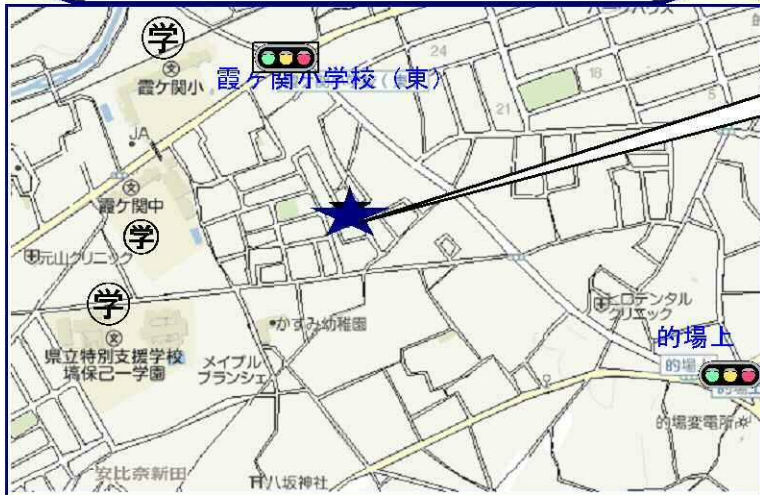 学
霞ケ関小
霞ケ関小学校（東）
24
18
21
5
JA
霞ケ関中
学
元山クリニック
学
県立特別支援学校
塙保己一学園
かすみ幼稚園
メイプル
ブランシェ
ヒロデンタル
クリニック
的場上
的場上
的場変電所
安比奈新田
八坂神社